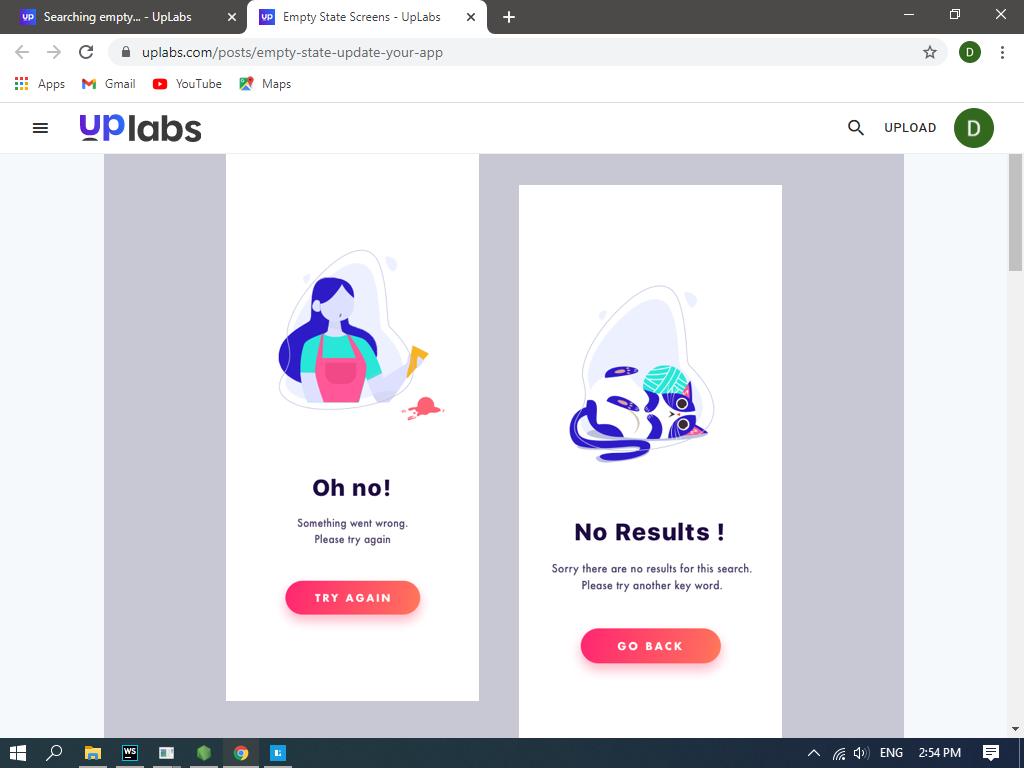 up Searching empty... - UpLabs
up Empty State Screens - UpLabs
uplabs.com/posts/empty-state-update-your-app
D
Apps
Gmail
YouTube
Maps
uplabs
UPLOAD
D
Oh no!
Something went wrong.
Please try again
TRY AGAIN
No Results !
Sorry there are no results for this search.
Please try another key word.
GO BACK
WS
ENG
2:54 PM